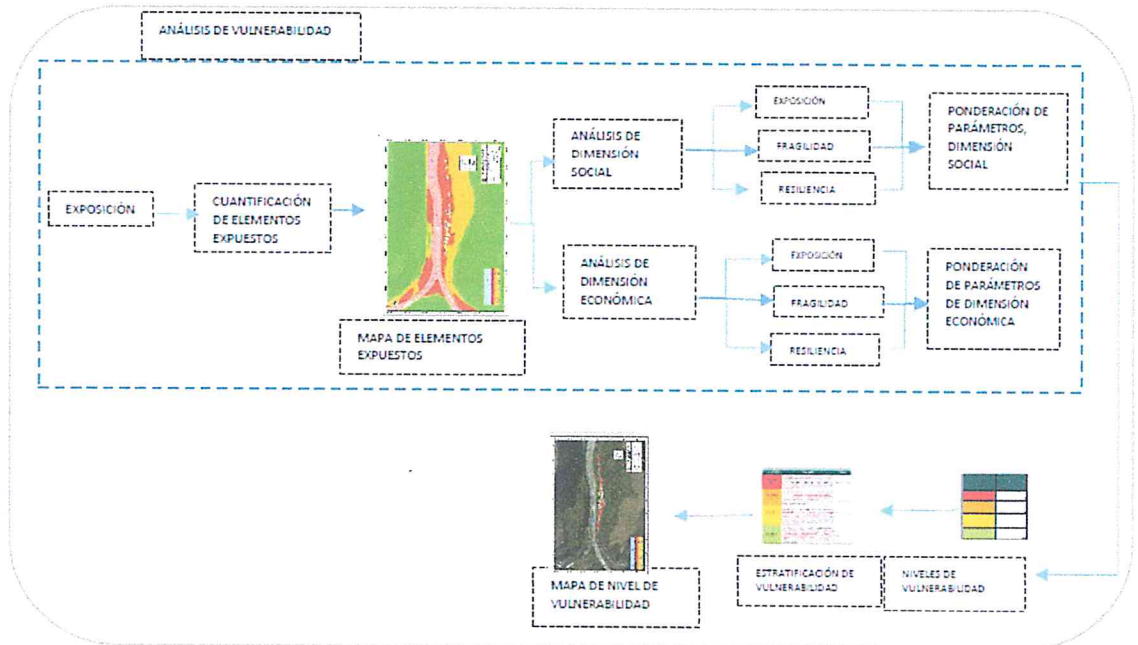 ANÁLISIS DE VULNERABILIDAD
EXPOSICIÓN
CUANTIFICACIÓN
DE ELEMENTOS
EXPUESTOS
MAPA DE ELEMENTOS
EXPUESTOS
ANÁLISIS DE
DIMENSIÓN
SOCIAL
EXPOSICIÓN
FRAGILIDAD
RESILIENCIA
PONDERACIÓN DE
PARÁMETROS,
DIMENSIÓN
SOCIAL
ANÁLISIS DE
DIMENSIÓN
ECONÓMICA
EXPOSICIÓN
FRAGILIDAD
RESILIENCIA
PONDERACIÓN
DE PARÁMETROS
DE DIMENSIÓN
ECONÓMICA
MAPA DE NIVEL DE
VULNERABILIDAD
ESTRATIFICACIÓN DE
VULNERABILIDAD
NIVELES DE
VULNERABILIDAD